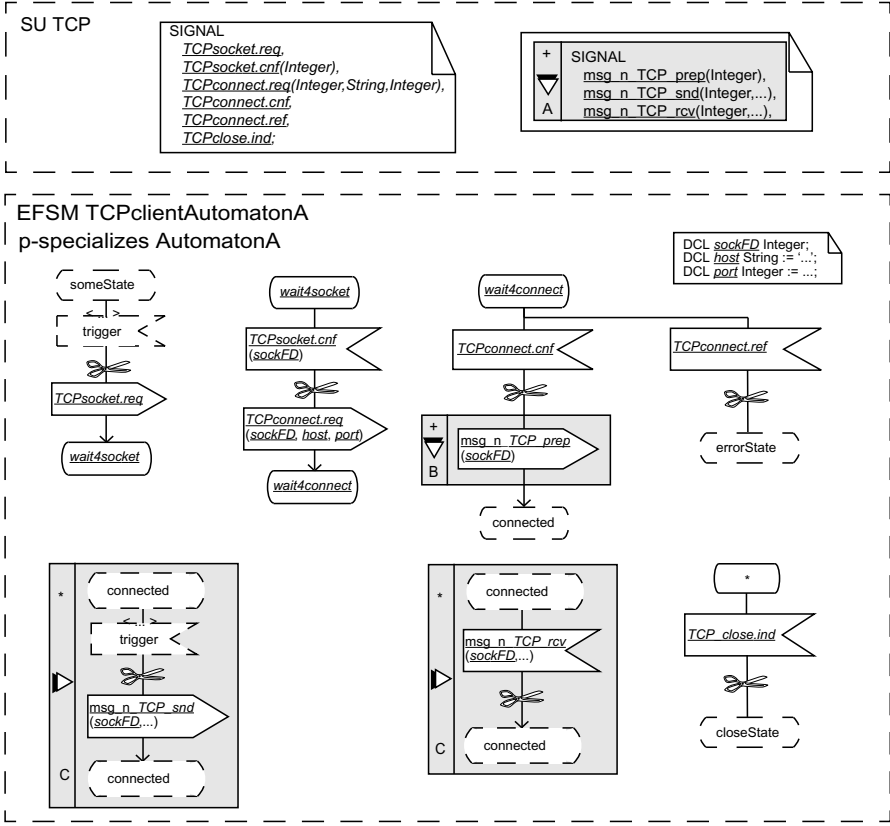 SU TCP
SIGNAL
TCPsocket.req,
TCPsocket.cnf(Integer),
TCPconnect.req(Integer,String,Integer),
TCPconnect.cnf,
TCPconnect.ref,
TCPclose.ind;
+
A
SIGNAL
msg_n_TCP_prep(Integer),
msg_n_TCP_snd(Integer,...),
msg_n_TCP_rcv(Integer,...),
EFSM TCPclientAutomatonA
p-specializes AutomatonA
DCL sockFD Integer;
DCL host String := '...';
DCL port Integer := ...;
someState
trigger
TCPsocket.req
wait4socket
wait4socket
TCPsocket.cnf
(sockFD)
TCPconnect.req
(sockFD, host, port)
wait4connect
wait4connect
TCPconnect.cnf
+
B
msg_n_TCP_prep
(sockFD)
connected
TCPconnect.ref
errorState
*
C
connected
trigger
msg_n_TCP_snd
(sockFD,...)
connected
*
C
connected
msg_n_TCP_rcv
(sockFD,...)
connected
*
TCP_close.ind
closeState